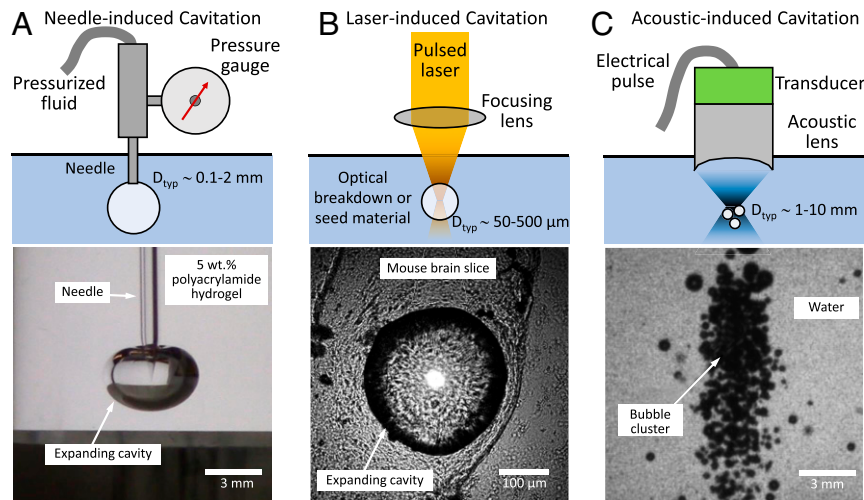 A Needle-induced Cavitation
Pressurized
fluid
Pressure
gauge
Needle
D_typ ~ 0.1-2 mm
Needle
5 wt.%
polyacrylamide
hydrogel
Expanding cavity
3 mm
B Laser-induced Cavitation
Pulsed
laser
Focusing
lens
Optical
breakdown or
seed material
D_typ ~ 50-500 µm
Mouse brain slice
Expanding cavity
100 µm
C Acoustic-induced Cavitation
Electrical
pulse
Transducer
Acoustic
lens
D_typ ~ 1-10 mm
Water
Bubble
cluster
3 mm